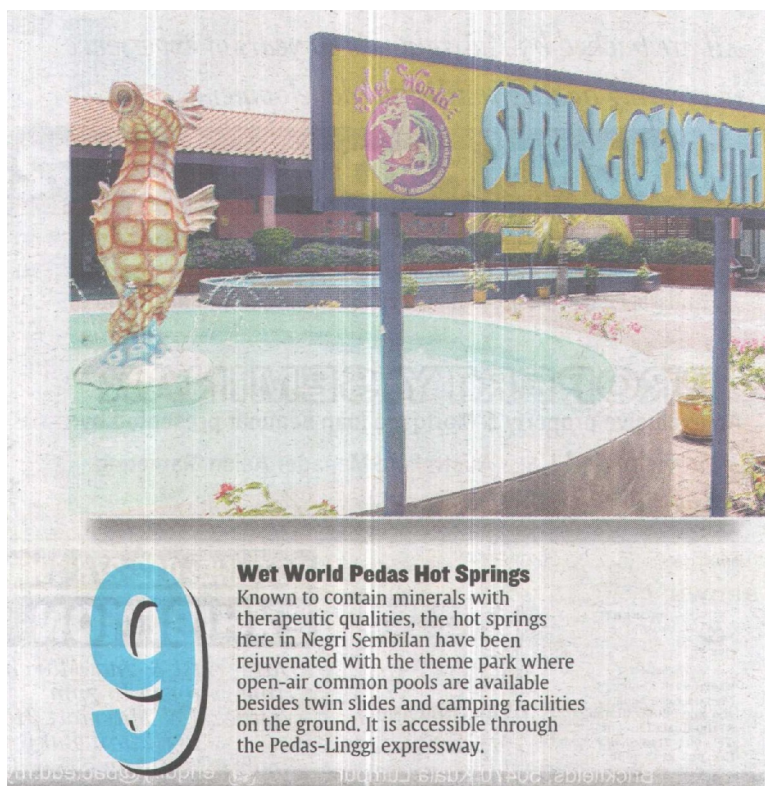 Wet World
SPRING OF YOUTH
9
Wet World Pedas Hot Springs
Known to contain minerals with
therapeutic qualities, the hot springs
here in Negri Sembilan have been
rejuvenated with the theme park where
open-air common pools are available
besides twin slides and camping facilities
on the ground. It is accessible through
the Pedas-Linggi expressway.